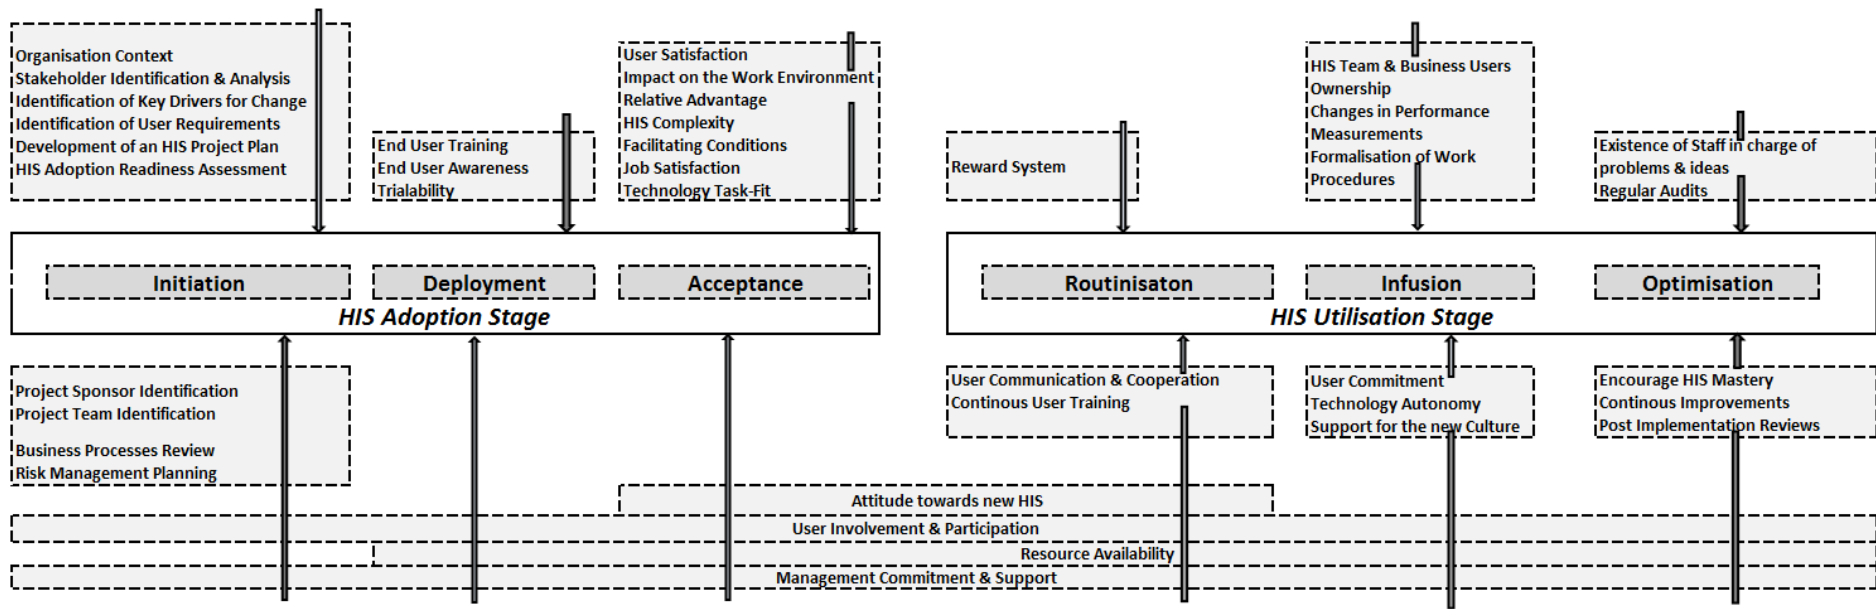 Organisation Context
Stakeholder Identification & Analysis
Identification of Key Drivers for Change
Identification of User Requirements
Development of an HIS Project Plan
HIS Adoption Readiness Assessment
End User Training
End User Awareness
Trialability
User Satisfaction
Impact on the Work Environment
Relative Advantage
HIS Complexity
Facilitating Conditions
Job Satisfaction
Technology Task-Fit
Reward System
HIS Team & Business Users
Ownership
Changes in Performance
Measurements
Formalisation of Work
Procedures
Existence of Staff in charge of
problems & ideas
Regular Audits
Initiation
Deployment
Acceptance
HIS Adoption Stage
Routinisaton
Infusion
Optimisation
HIS Utilisation Stage
Project Sponsor Identification
Project Team Identification
Business Processes Review
Risk Management Planning
User Communication & Cooperation
Continous User Training
User Commitment
Technology Autonomy
Support for the new Culture
Encourage HIS Mastery
Continous Improvements
Post Implementation Reviews
Attitude towards new HIS
User Involvement & Participation
Resource Availability
Management Commitment & Support